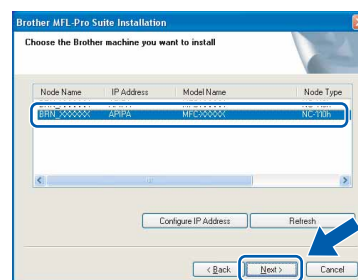 Brother MFL-Pro Suite Installation
Choose the Brother machine you want to install
Node Name IP Address Model Name Node Type
BRN_XXXXXX APIPA MFC-XXXXX NC-110h
Configure IP Address Refresh
< Back Next > Cancel